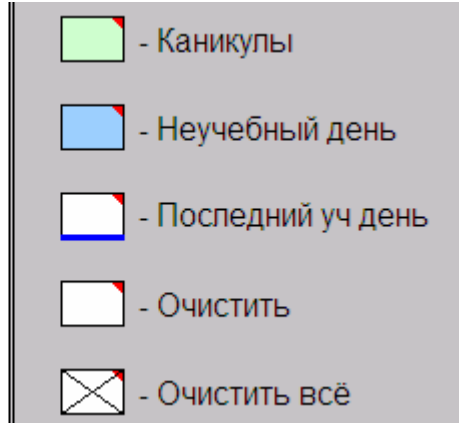 - Каникулы
- Неучебный день
- Последний уч день
- Очистить
- Очистить всё